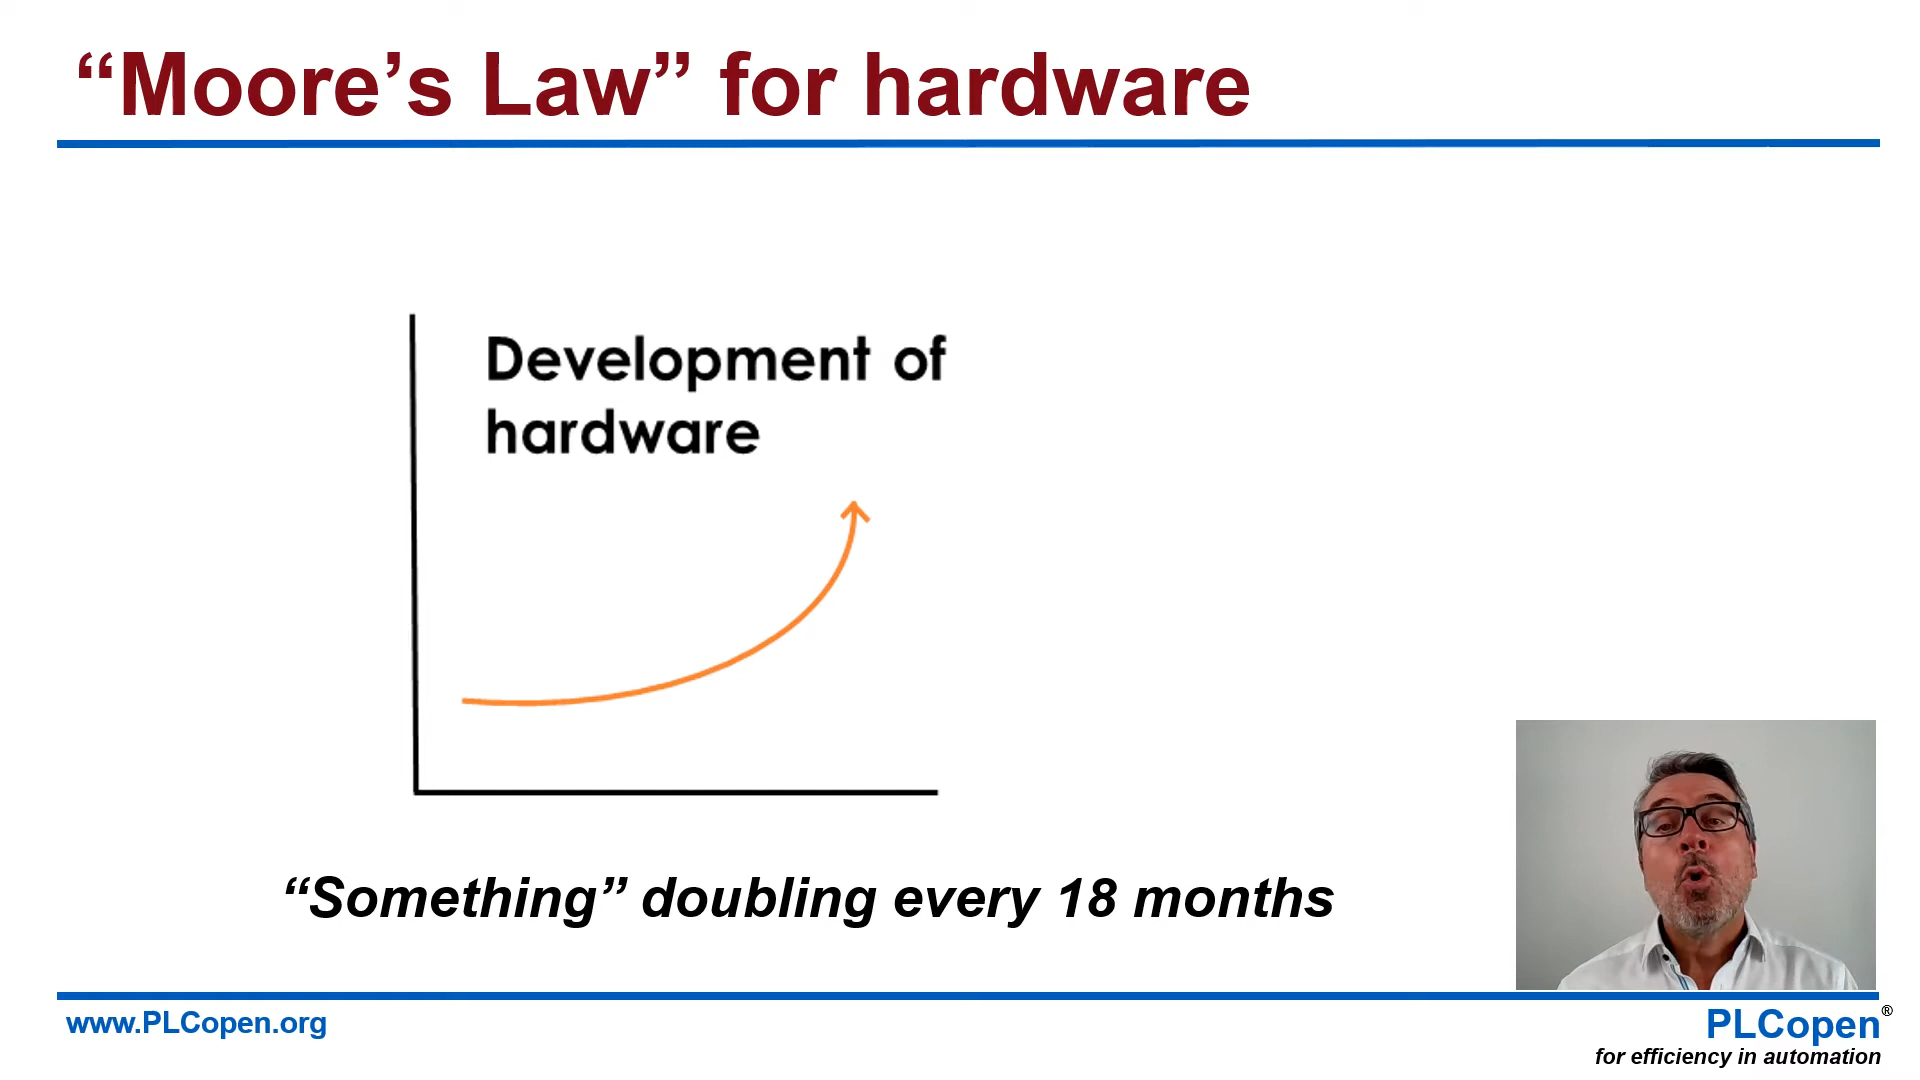 “Moore’s Law” for hardware
Development of
hardware
“Something” doubling every 18 months
www.PLCopen.org
PLCopen®
for efficiency in automation